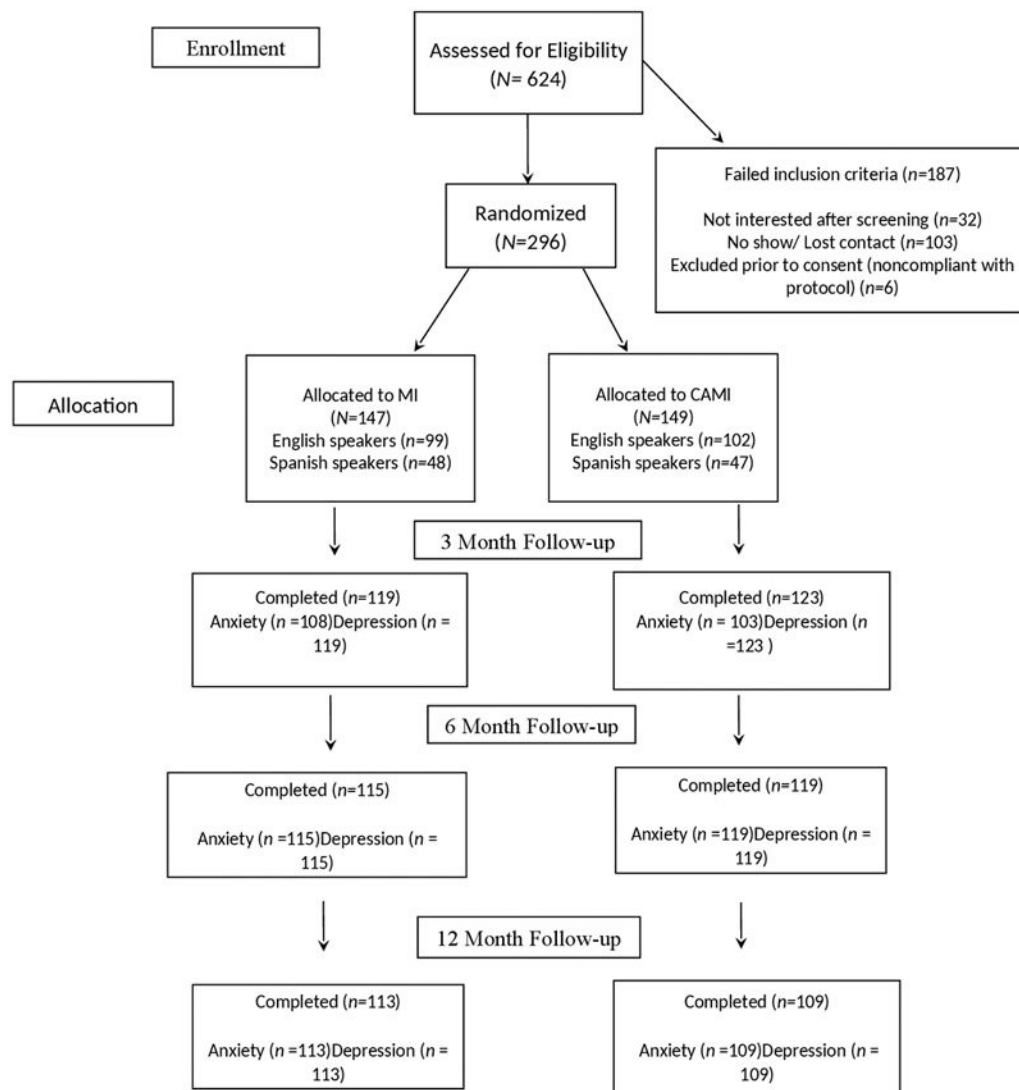 Enrollment
Assessed for Eligibility
(N= 624)
Failed inclusion criteria (n=187)
Not interested after screening (n=32)
No show/ Lost contact (n=103)
Excluded prior to consent (noncompliant with
protocol) (n=6)
Randomized
(N=296)
Allocation
Allocated to MI
(N=147)
English speakers (n=99)
Spanish speakers (n=48)
Allocated to CAMI
(N=149)
English speakers (n=102)
Spanish speakers (n=47)
3 Month Follow-up
Completed (n=119)
Anxiety (n =108)Depression (n =
119)
Completed (n=123)
Anxiety (n = 103)Depression (n
=123 )
6 Month Follow-up
Completed (n=115)
Anxiety (n =115)Depression (n =
115)
Completed (n=119)
Anxiety (n =119)Depression (n =
119)
12 Month Follow-up
Completed (n=113)
Anxiety (n =113)Depression (n =
113)
Completed (n=109)
Anxiety (n =109)Depression (n =
109)